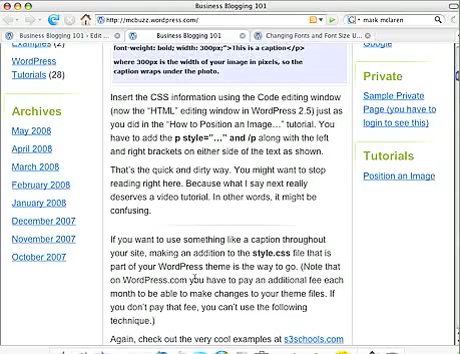 Business Blogging 101
http://mcbuzz.wordpress.com/
mark mclaren
Business Blogging 101 ‹ Edit ...
Business Blogging 101
Changing Fonts and Font Size U...
Examples (2)
WordPress
Tutorials (28)
Archives
May 2008
April 2008
March 2008
February 2008
January 2008
December 2007
November 2007
October 2007
font-weight: bold; width: 300px;">This is a caption</p>
where 300px is the width of your image in pixels, so the
caption wraps under the photo.
Insert the CSS information using the Code editing window
(now the “HTML” editing window in WordPress 2.5) just as
you did in the “How to Position an Image…” tutorial. You
have to add the p style="…" and /p along with the
left and right brackets on either side of the text as shown.
That’s the quick and dirty way. You might want to stop
reading right here. Because what I say next really
deserves a video tutorial. In other words, it might be
confusing.
If you want to use something like a caption throughout
your site, making an addition to the style.css file that is
part of your WordPress theme is the way to go. (Note that
on WordPress.com you have to pay an additional fee each
month to be able to make changes to your theme files. If
you don’t pay that fee, you can’t use the following
technique.)
Again, check out the very cool examples at s3schools.com
Google
Private
Sample Private
Page (you have to
login to see this)
Tutorials
Position an Image